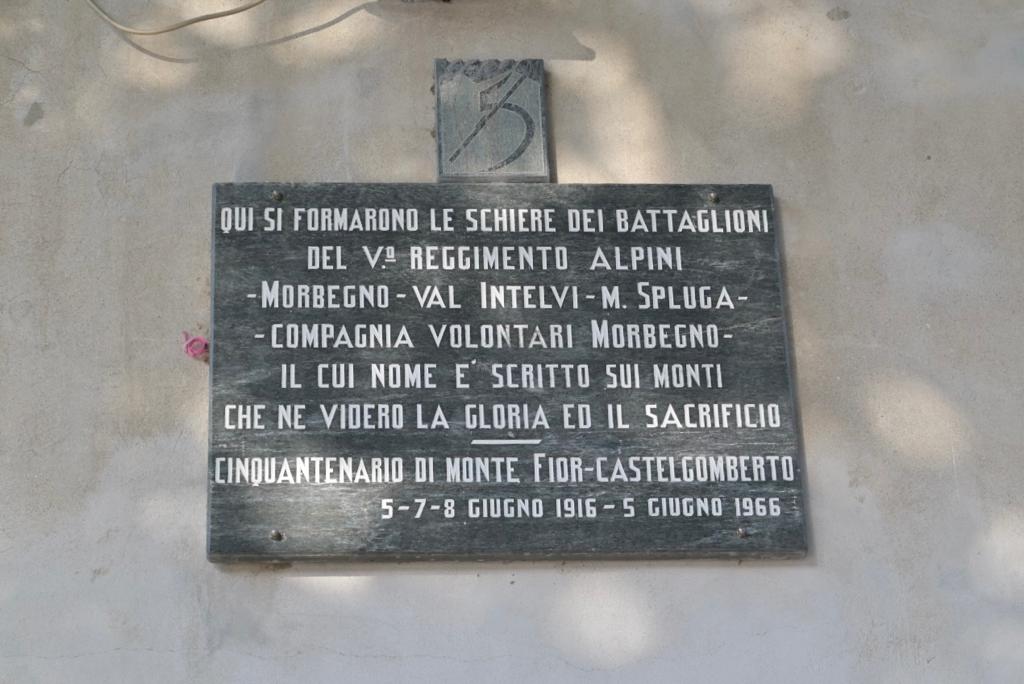 5
QUI SI FORMARONO LE SCHIERE DEI BATTAGLIONI
DEL V.º REGGIMENTO ALPINI
-MORBEGNO-VAL INTELVI-M. SPLUGA-
-COMPAGNIA VOLONTARI MORBEGNO-
IL CUI NOME E' SCRITTO SUI MONTI
CHE NE VIDERO LA GLORIA ED IL SACRIFICIO
CINQUANTENARIO DI MONTE FIOR-CASTELGOMBERTO
5-7-8 GIUGNO 1916-5 GIUGNO 1966